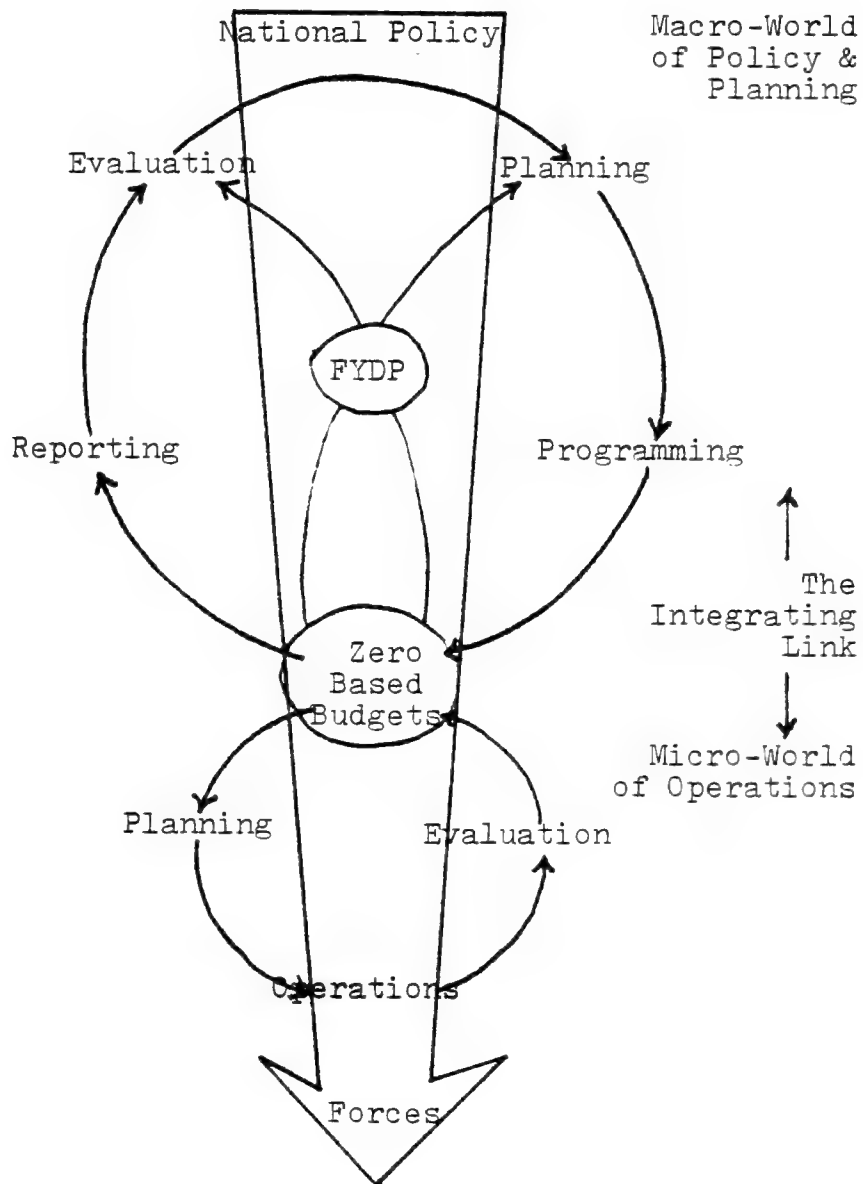 National Policy
Macro-World
of Policy &
Planning
Evaluation
Planning
FYDP
Reporting
Programming
The
Integrating
Link
Zero
Based
Budgets
Micro-World
of Operations
Planning
Evaluation
Operations
Forces